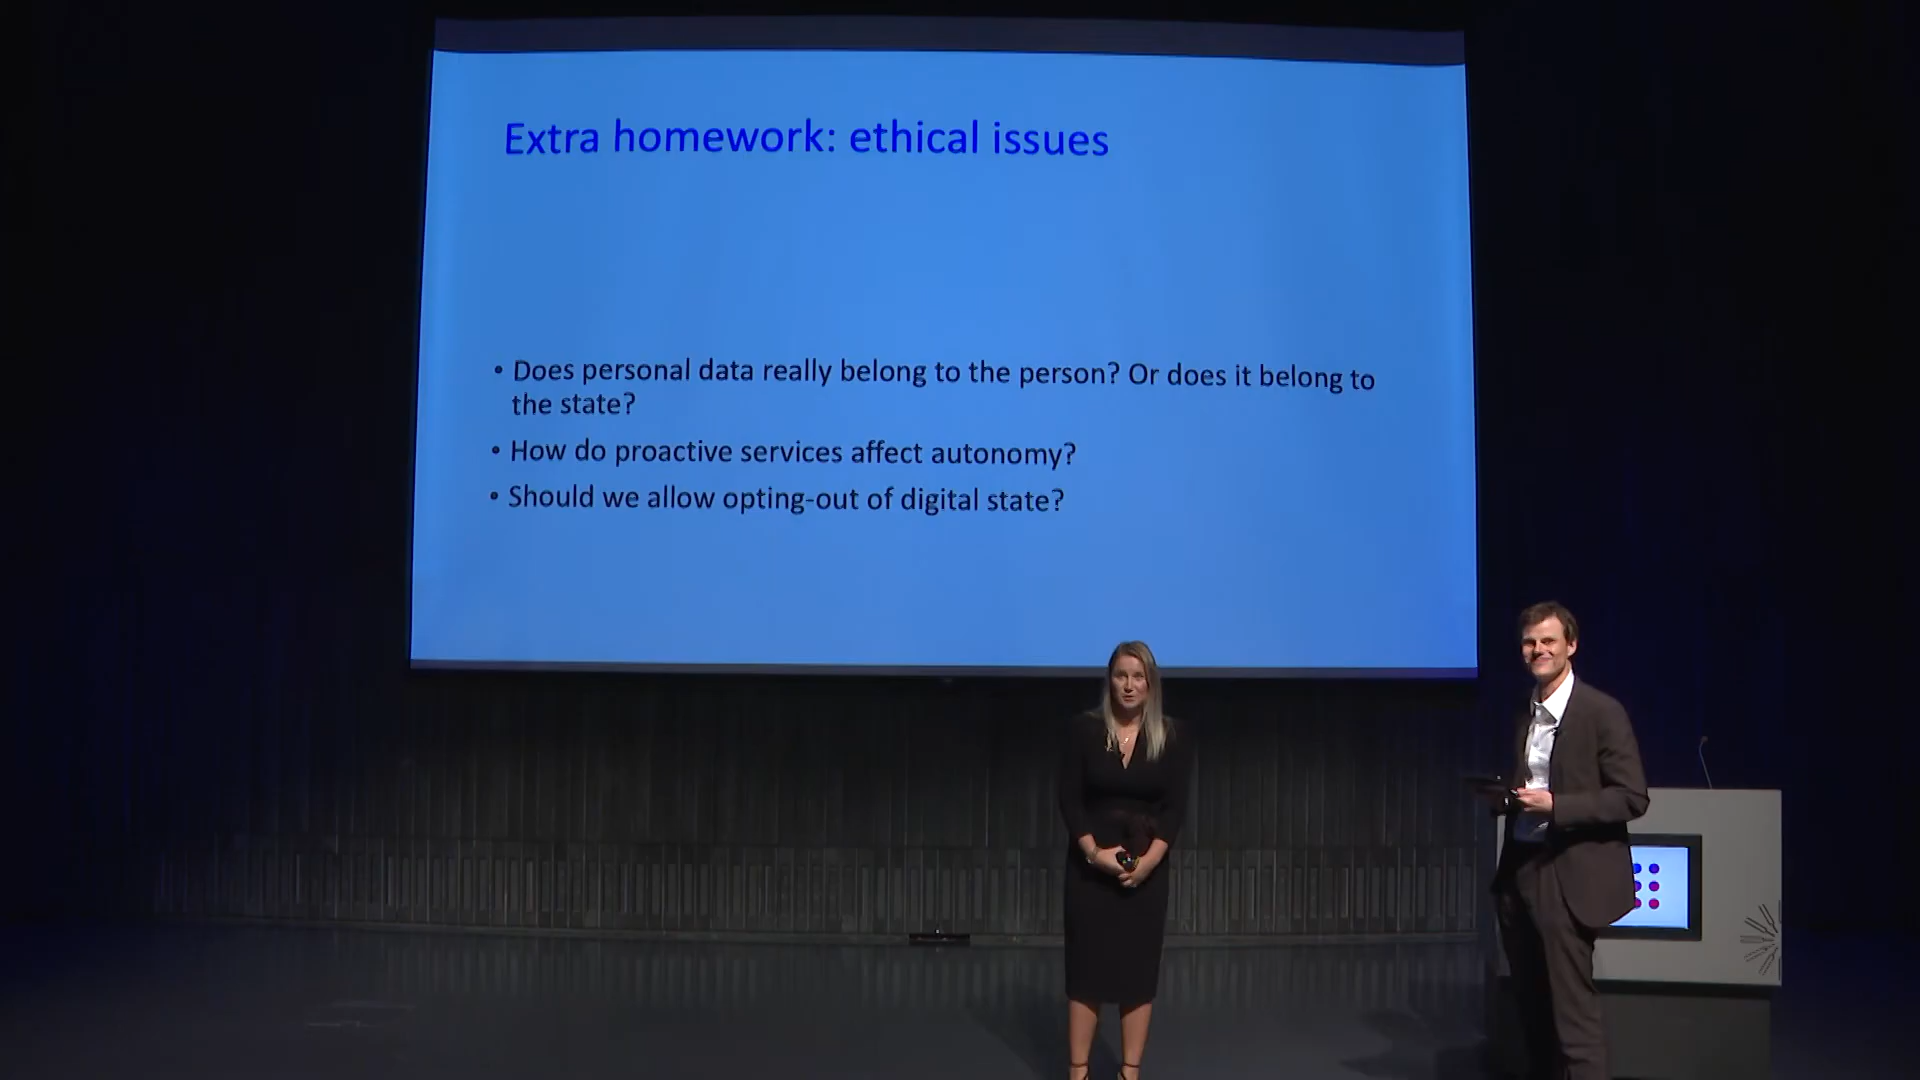 Extra homework: ethical issues
• Does personal data really belong to the person? Or does it belong to
the state?
• How do proactive services affect autonomy?
• Should we allow opting-out of digital state?